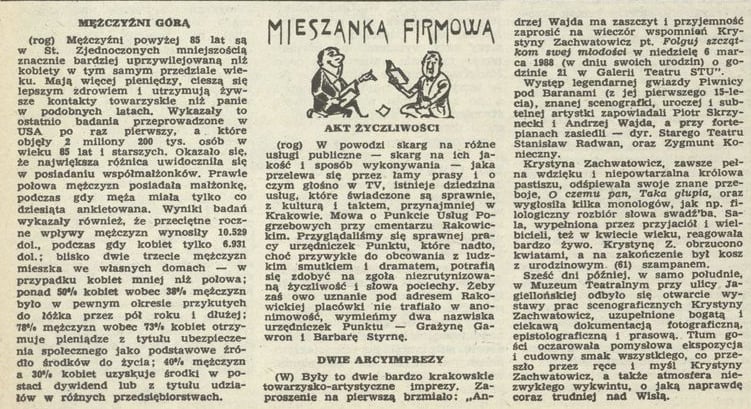 MĘŻCZYŹNI GÓRĄ
(rog) Mężczyźni powyżej 85 lat są
w St. Zjednoczonych mniejszością
znacznie bardziej uprzywilejowaną niż
kobiety w tym samym przedziale wie-
ku. Mają więcej pieniędzy, cieszą się
lepszym zdrowiem i utrzymują żyw-
sze kontakty towarzyskie niż panie
w podobnych latach. Wykazały to
ostatnio badania przeprowadzone w
USA po raz pierwszy, a które
objęły 2 miliony 200 tys. osób w
wieku 85 lat i starszych. Okazało się,
że największa różnica uwidoczniła się
w posiadaniu współmałżonków. Prawie
połowa mężczyzn posiadała małżonkę,
podczas gdy męża miała tylko co
dziesiąta ankietowana. Wyniki badań
wykazały również, że przeciętne rocz-
ne wpływy mężczyzn wynosiły 10.529
dol., podczas gdy kobiet tylko 6.931
dol.; blisko dwie trzecie mężczyzn
mieszka we własnych domach — w
przypadku kobiet mniej niż połowa;
ponad 50% kobiet wobec 38% mężczyzn
było w pewnym okresie przykutych
do łóżka przez pół roku i dłużej;
78% mężczyzn wobec 73% kobiet otrzy-
muje pieniądze z tytułu ubezpiecze-
nia społecznego jako podstawowe źró-
dło środków do życia; 40% mężczyzn
a 30% kobiet uzyskuje środki w po-
staci dywidend lub z tytułu udzia-
łów w różnych przedsiębiorstwach.
MIESZANKA FIRMOWA
AKT ŻYCZLIWOŚCI
(rog) W powodzi skarg na różne
usługi publiczne — skarg na ich ja-
kość i sposób wykonywania — jaka
przelewa się przez łamy prasy i o
czym głośno w TV, istnieje dziedzina
usług, które świadczone są sprawnie,
z kulturą i taktem, przynajmniej w
Krakowie. Mowa o Punkcie Usług Po-
grzebowych przy cmentarzu Rakowic-
kim. Przyglądaliśmy się sprawnej pra-
cy urzędniczek Punktu, które nadto,
choć przywykłe do obcowania z ludz-
kim smutkiem i dramatem, potrafią
się zdobyć na zgoła niezrutynizowa-
ną życzliwość i słowa pociechy. Żeby
zaś owo uznanie pod adresem Rako-
wickiej placówki nie trafiało w ano-
nimowość, wymieńmy dwa nazwiska
urzędniczek Punktu — Grażynę Ga-
wron i Barbarę Styrnę.
DWIE ARCYIMPREZY
(W) Były to dwie bardzo krakowskie
towarzysko-artystyczne imprezy. Za-
proszenie na pierwszą brzmiało: „An-
drzej Wajda ma zaszczyt i przyjemność
zaprosić na wieczór wspomnień Kry-
styny Zachwatowicz pt. Folguj szcząt-
kom swej młodości w niedzielę 6 mar-
ca 1988 (w dniu swoich urodzin) o go-
dzinie 21 w Galerii Teatru STU".
Występ legendarnej gwiazdy Piwnicy
pod Baranami (z jej pierwszego 15-le-
cia), znanej scenografki, uroczej i sub-
telnej artystki zapowiadali Piotr Skrzy-
necki i Andrzej Wajda, a przy forte-
pianach zasiedli — dyr. Starego Teatru
Stanisław Radwan, oraz Zygmunt Ko-
nieczny.
Krystyna Zachwatowicz, zawsze peł-
na wdzięku i niepowtarzalna królowa
pastiszu, odśpiewała swoje znane prze-
boje, O czemu pan, Taka głupia, oraz
wygłosiła kilka monologów, jak np. fi-
lologiczny rozbiór słowa swadź'ba. Sa-
la, wypełniona przez przyjaciół i wiel-
bicieli, też w kwiecie wieku, reagowała
bardzo żywo. Krystynę Z. obrzucono
kwiatami, a na zakończenie był kosz
z urodzinowym (61) szampanem.
Sześć dni później, w samo południe,
w Muzeum Teatralnym przy ulicy Ja-
giellońskiej odbyło się otwarcie wy-
stawy prac scenograficznych Krystyny
Zachwatowicz, uzupełnione bogatą i
ciekawą dokumentacją fotograficzną,
epistolograficzną i prasową. Tłum go-
ści oczarowała pomysłowa ekspozycja
i cudowny smak wszystkiego, co prze-
szło przez ręce i myśl Krystyny
Zachwatowicz, a także atmosfera nie-
zwykłego wykwintu, o jaką naprawdę
coraz trudniej nad Wisłą.